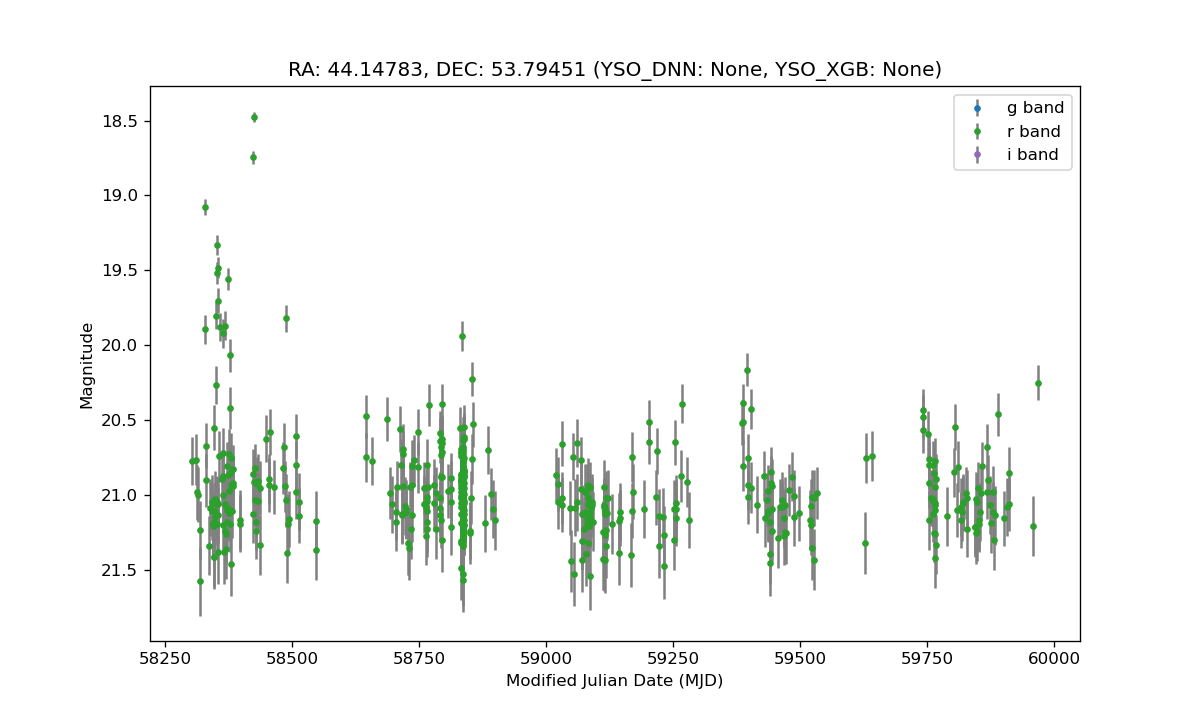 RA: 44.14783, DEC: 53.79451 (YSO_DNN: None, YSO_XGB: None)
g band
r band
i band
18.5
19.0
19.5
20.0
20.5
21.0
21.5
Magnitude
58250 58500 58750 59000 59250 59500 59750 60000
Modified Julian Date (MJD)